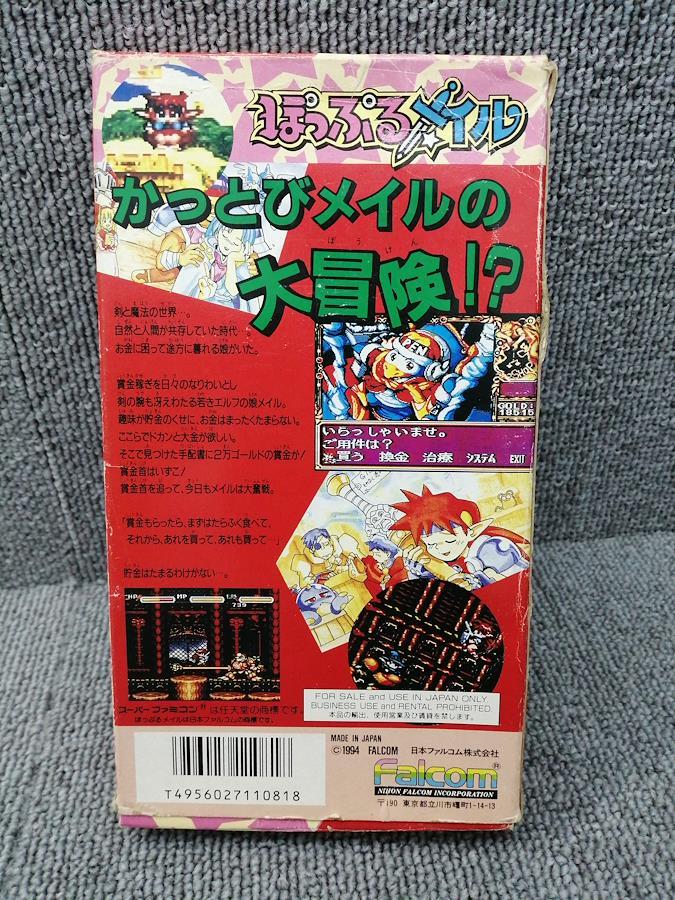 ぽっぷるメイル
かっとびメイルの
大冒険!?
ぼうけん
剣と魔法の世界…。
自然と人間が共存していた時代…。
お金に困って途方に暮れる娘がいた。
賞金稼ぎを日々のなりわいとし
剣の腕も冴えわたる若きエルフの娘メイル。
趣味が貯金のくせに、お金はまったくたまらない。
ここらでドカンと大金が欲しい。
そこで見つけた手配書に2万ゴールドの賞金が!
賞金首はいずこ!
賞金首を追って、今日もメイルは大奮戦。
「賞金もらったら、まずはたらふく食べて、
それから、あれを買って、あれも買って…」
貯金はたまるわけがない…。
OPEN
GOLD:
18515
いらっしゃいませ。
ご用件は?
買う 換金 治療 システム EXIT
HP MP
739
スーパーファミコン®は任天堂の商標です。
ぽっぷるメイルは日本ファルコムの商標です。
FOR SALE and USE IN JAPAN ONLY.
BUSINESS USE and RENTAL PROHIBITED.
本品の輸出、使用営業及び賃貸を禁じます。
MADE IN JAPAN
©1994 FALCOM 日本ファルコム株式会社
Falcom®
NIHON FALCOM INCORPORATION
〒190 東京都立川市曙町1-14-13
T4956027110818